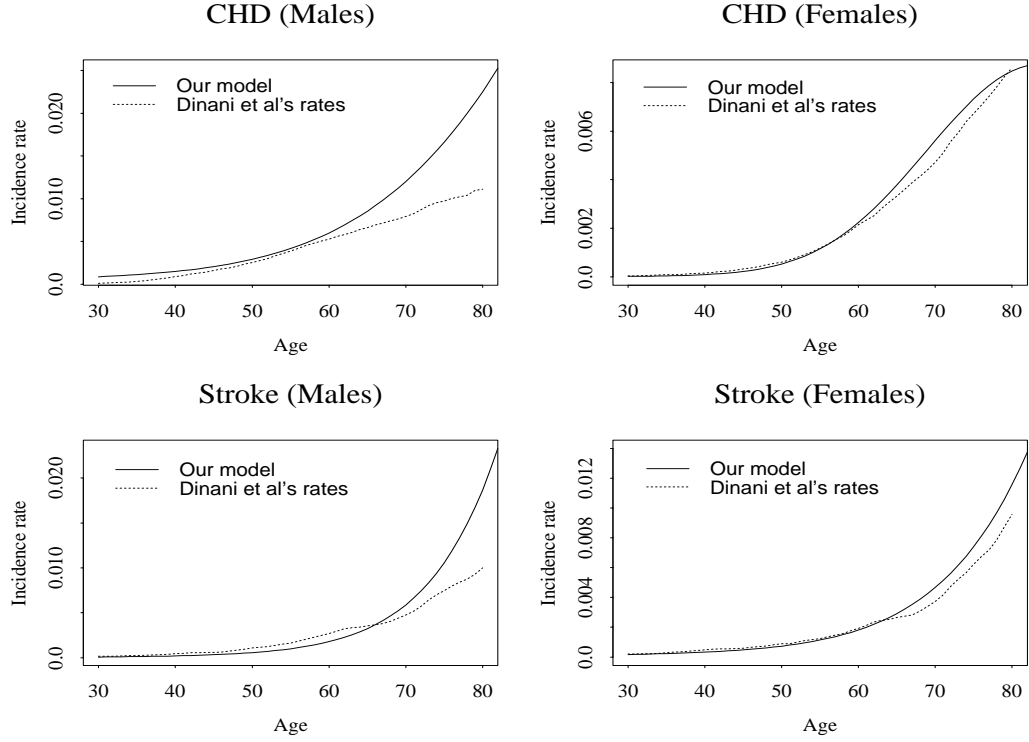 CHD (Males)
Our model
Dinani et al's rates
Incidence rate
0.0
0.010
0.020
30 40 50 60 70 80
Age
CHD (Females)
Our model
Dinani et al's rates
Incidence rate
0.0
0.002
0.006
30 40 50 60 70 80
Age
Stroke (Males)
Our model
Dinani et al's rates
Incidence rate
0.0
0.010
0.020
30 40 50 60 70 80
Age
Stroke (Females)
Our model
Dinani et al's rates
Incidence rate
0.0
0.004
0.008
0.012
30 40 50 60 70 80
Age